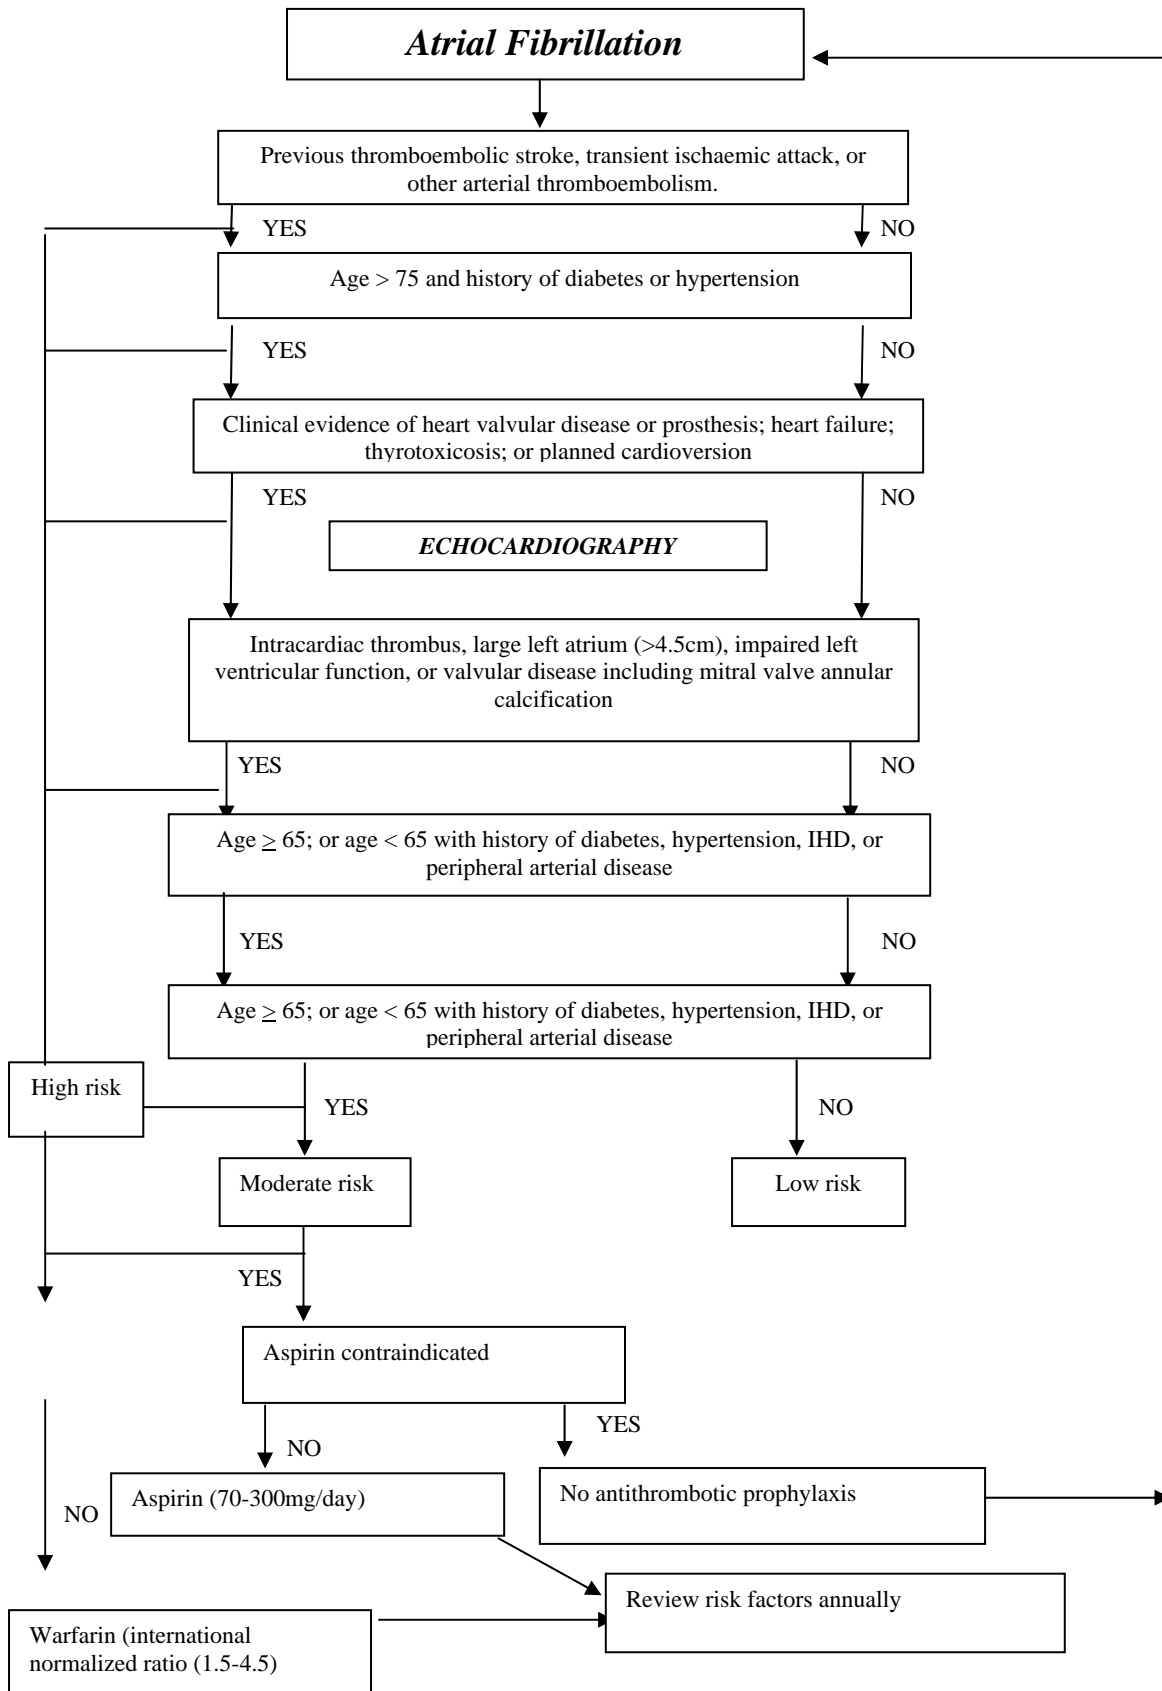 Atrial Fibrillation
Previous thromboembolic stroke, transient ischaemic attack, or
other arterial thromboembolism.
YES
NO
Age > 75 and history of diabetes or hypertension
YES
NO
Clinical evidence of heart valvular disease or prosthesis; heart failure;
thyrotoxicosis; or planned cardioversion
YES
NO
ECHOCARDIOGRAPHY
Intracardiac thrombus, large left atrium (>4.5cm), impaired left
ventricular function, or valvular disease including mitral valve annular
calcification
YES
NO
Age ≥ 65; or age < 65 with history of diabetes, hypertension, IHD, or
peripheral arterial disease
YES
NO
Age ≥ 65; or age < 65 with history of diabetes, hypertension, IHD, or
peripheral arterial disease
High risk
YES
NO
Moderate risk
Low risk
YES
Aspirin contraindicated
NO
YES
Aspirin (70-300mg/day)
No antithrombotic prophylaxis
NO
Review risk factors annually
Warfarin (international
normalized ratio (1.5-4.5)